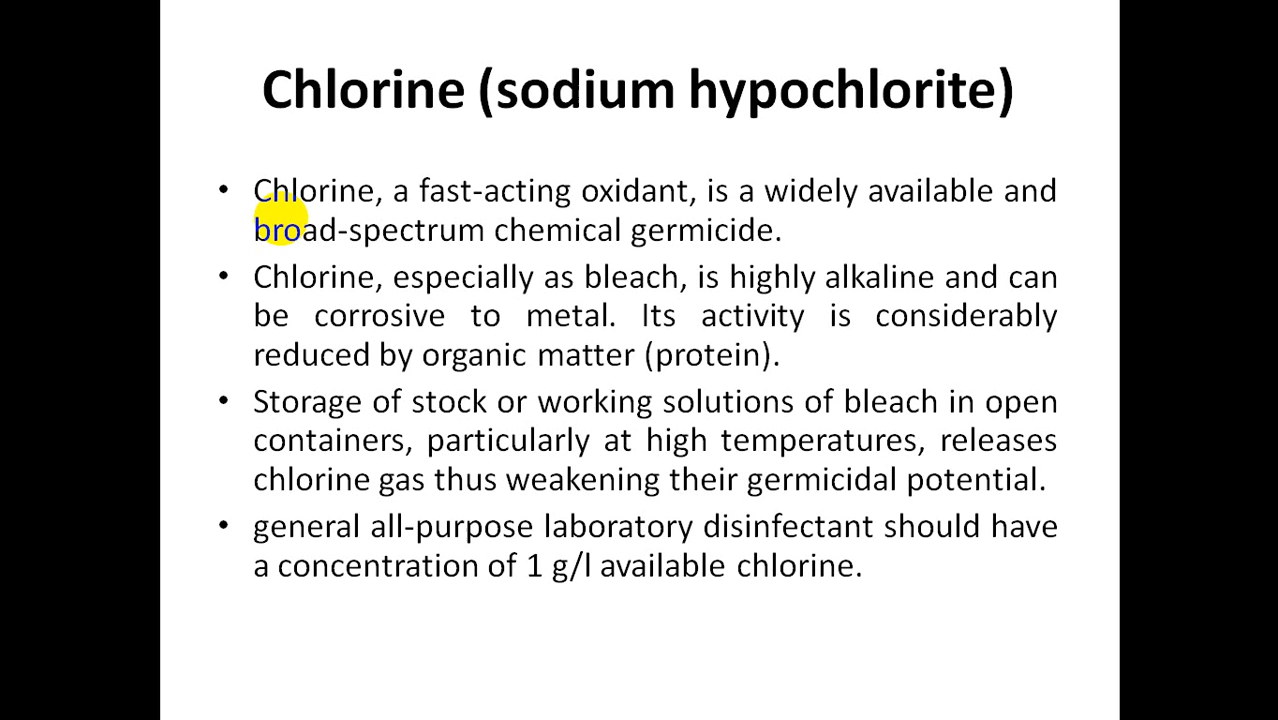 Chlorine (sodium hypochlorite)
• Chlorine, a fast-acting oxidant, is a widely available and
broad-spectrum chemical germicide.
• Chlorine, especially as bleach, is highly alkaline and can
be corrosive to metal. Its activity is considerably
reduced by organic matter (protein).
• Storage of stock or working solutions of bleach in open
containers, particularly at high temperatures, releases
chlorine gas thus weakening their germicidal potential.
• general all-purpose laboratory disinfectant should have
a concentration of 1 g/l available chlorine.